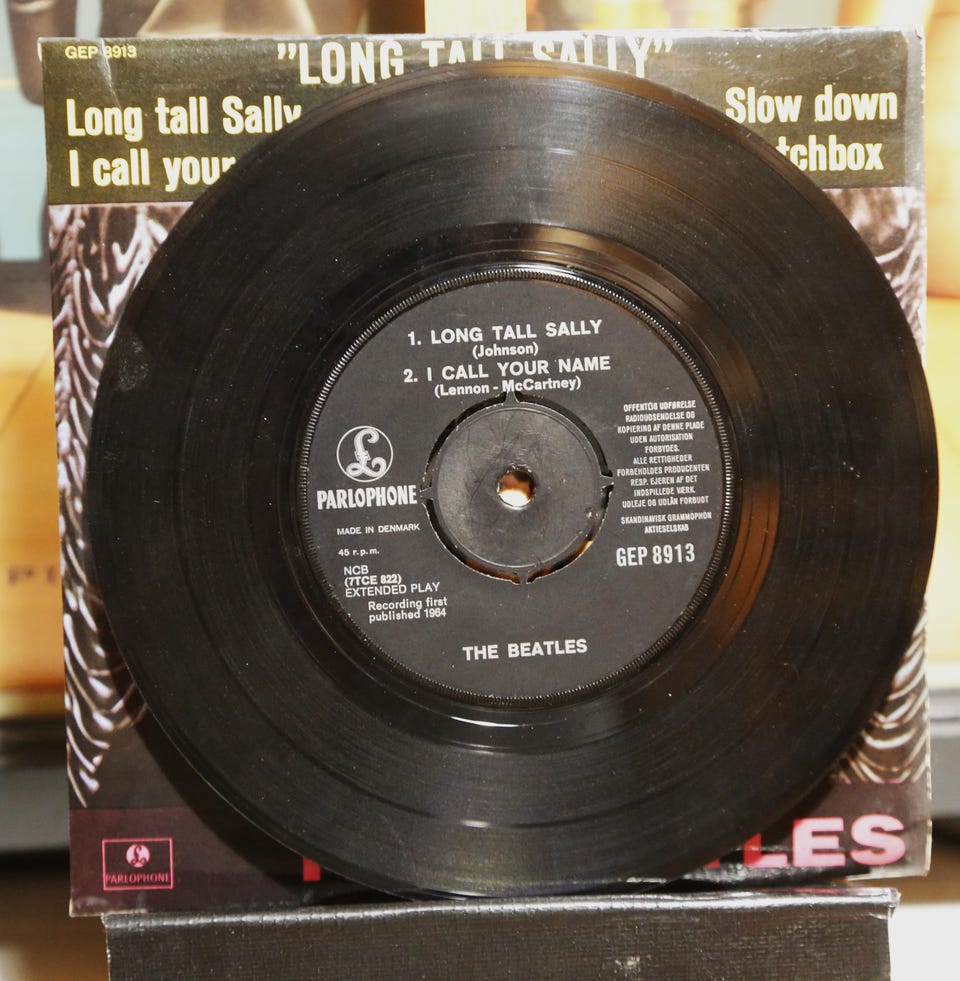 GEP 8913
"LONG TALL SALLY"
Long tall Sally
Slow down
I call your
tchbox
1. LONG TALL SALLY
(Johnson)
2. I CALL YOUR NAME
(Lennon - McCartney)
OFFENTLIG UDFØRELSE
RADIOUDSENDELSE OG
KOPIERING AF DENNE PLADE
UDEN AUTORISATION
FORBYDES.
ALLE RETTIGHEDER
FORBEHOLDES PRODUCENTEN
RESP. EJEREN AF DET
INDSPILLEDE VÆRK.
UDLEJE OG UDLÅN FORBUDT
SKANDINAVISK GRAMMOPHON
AKTIESELSKAB
GEP 8913
£
PARLOPHONE
MADE IN DENMARK
45 r.p.m.
NCB
(7TCE 822)
EXTENDED PLAY
Recording first
published 1964
THE BEATLES
TLES
£
PARLOPHONE